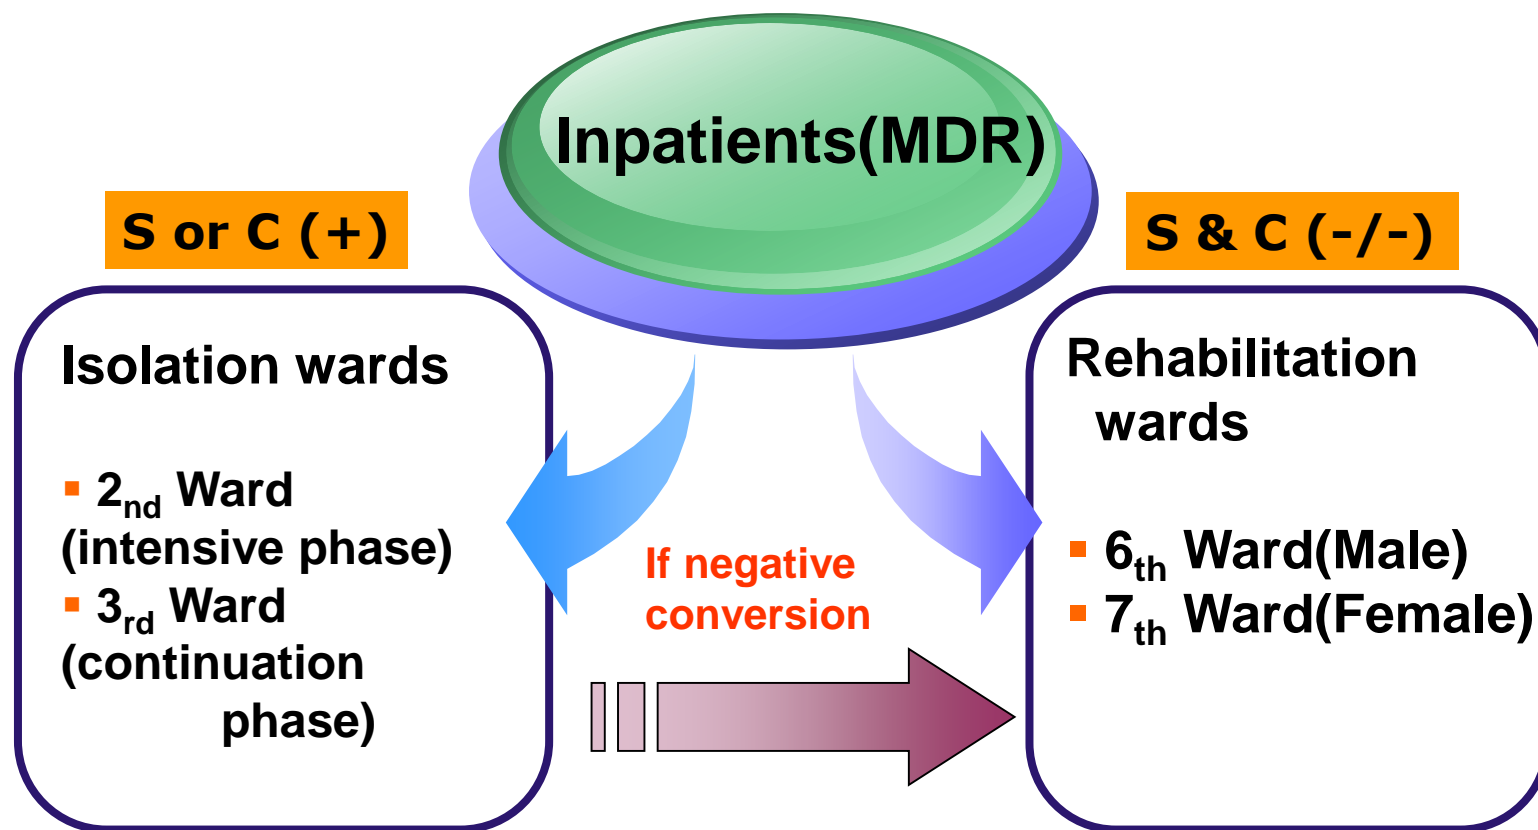 Inpatients(MDR)
S or C (+)
S & C (-/-)
Isolation wards
▪ 2nd Ward
(intensive phase)
▪ 3rd Ward
(continuation
phase)
If negative
conversion
Rehabilitation
wards
▪ 6th Ward(Male)
▪ 7th Ward(Female)